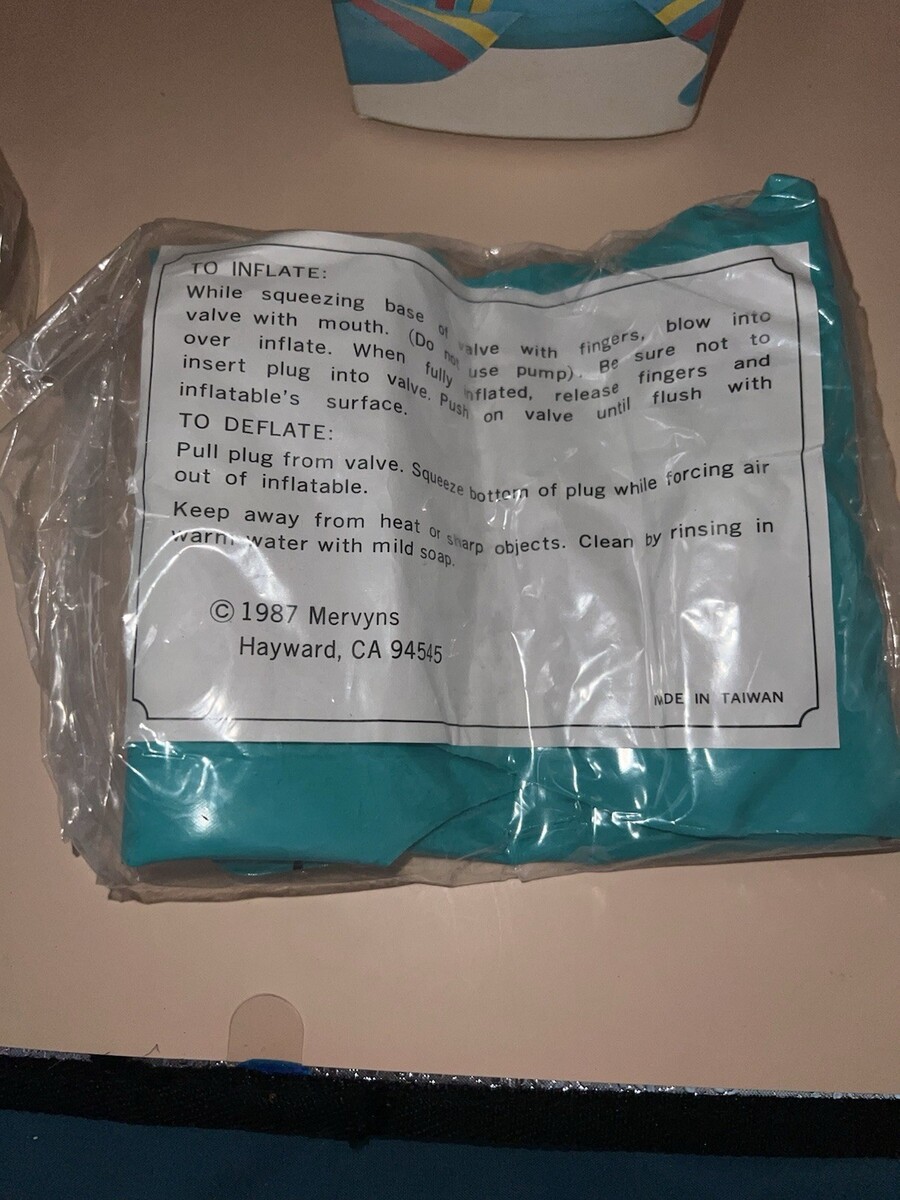 TO INFLATE:
While squeezing base of valve with fingers, blow into
valve with mouth. (Do not use pump). Be sure not to
over inflate. When fully inflated, release fingers and
insert plug into valve. Push on valve until flush with
inflatable's surface.
TO DEFLATE:
Pull plug from valve. Squeeze bottom of plug while forcing air
out of inflatable.
Keep away from heat or sharp objects. Clean by rinsing in
warm water with mild soap.
© 1987 Mervyns
Hayward, CA 94545
MADE IN TAIWAN